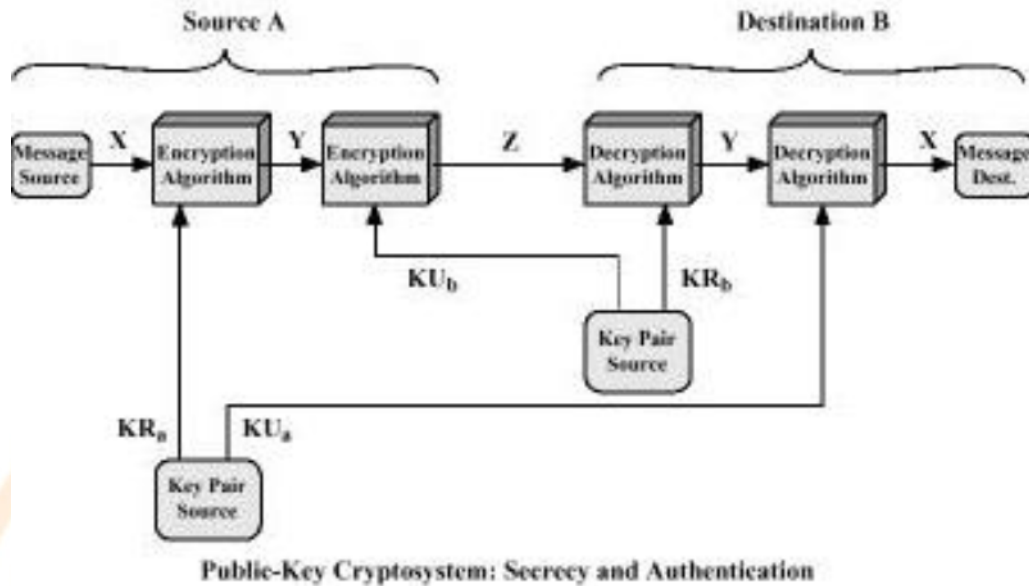 Source A
Destination B
Message
Source
X
Encryption
Algorithm
Y
Encryption
Algorithm
Z
Decryption
Algorithm
Y
Decryption
Algorithm
X
Message
Dest.
KUb
KRb
Key Pair
Source
KRa
KUa
Key Pair
Source
Public-Key Cryptosystem: Secrecy and Authentication